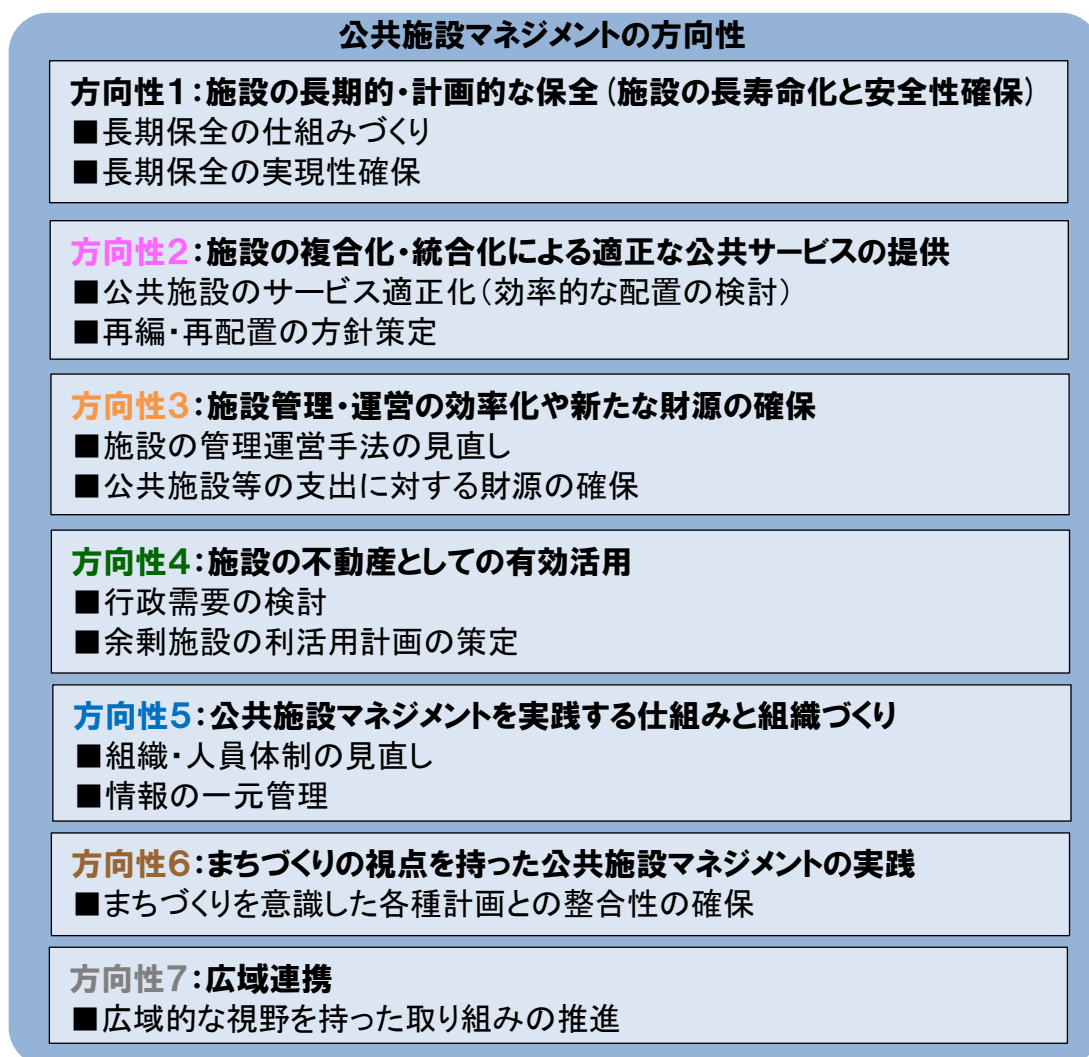 公共施設マネジメントの方向性
方向性1：施設の長期的・計画的な保全（施設の長寿命化と安全性確保）
■長期保全の仕組みづくり
■長期保全の実現性確保
方向性2：施設の複合化・統合化による適正な公共サービスの提供
■公共施設のサービス適正化（効率的な配置の検討）
■再編・再配置の方針策定
方向性3：施設管理・運営の効率化や新たな財源の確保
■施設の管理運営手法の見直し
■公共施設等の支出に対する財源の確保
方向性4：施設の不動産としての有効活用
■行政需要の検討
■余剰施設の利活用計画の策定
方向性5：公共施設マネジメントを実践する仕組みと組織づくり
■組織・人員体制の見直し
■情報の一元管理
方向性6：まちづくりの視点を持った公共施設マネジメントの実践
■まちづくりを意識した各種計画との整合性の確保
方向性7：広域連携
■広域的な視野を持った取り組みの推進